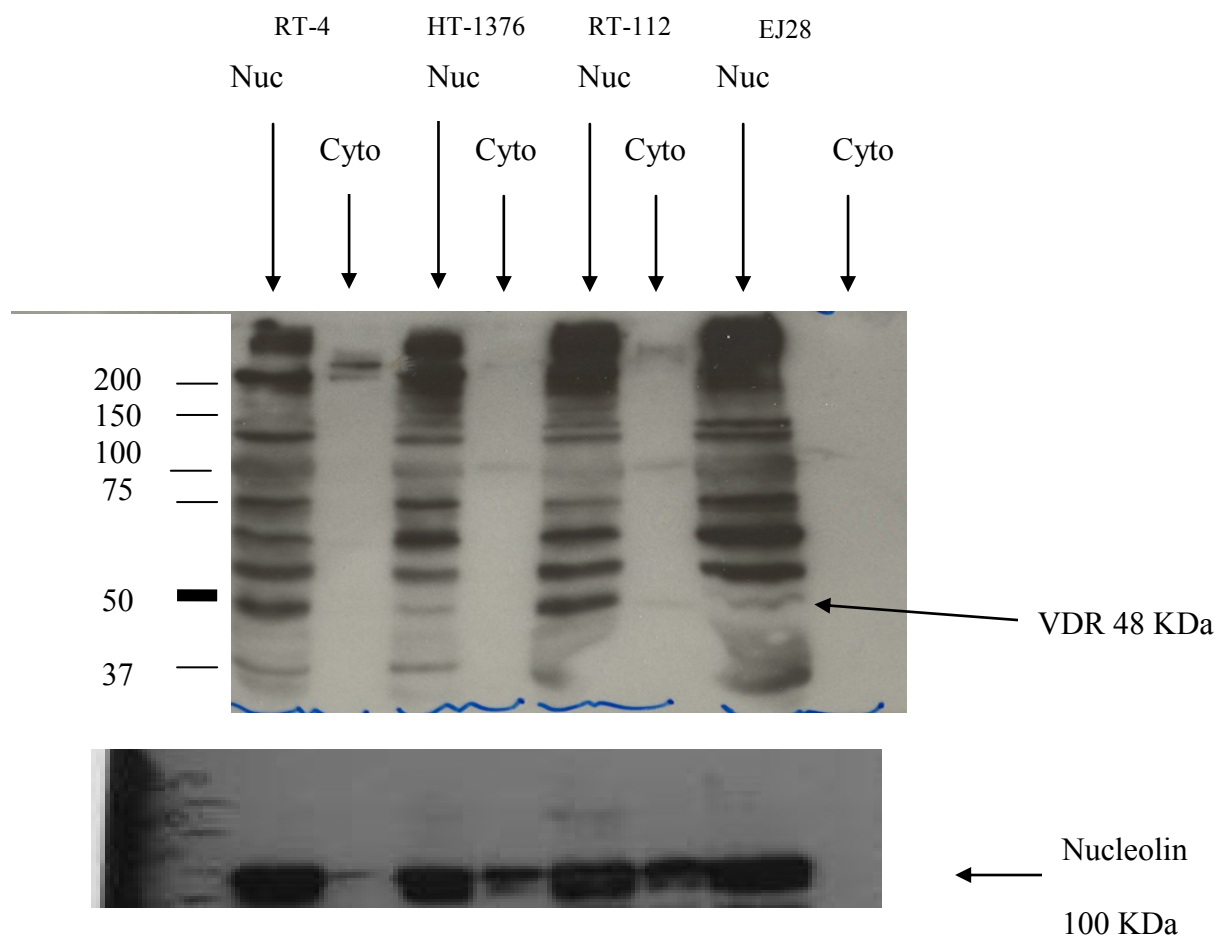 RT-4 HT-1376 RT-112 EJ28
Nuc Nuc Nuc Nuc
Cyto Cyto Cyto Cyto
200
150
100
75
50
37
VDR 48 KDa
Nucleolin
100 KDa